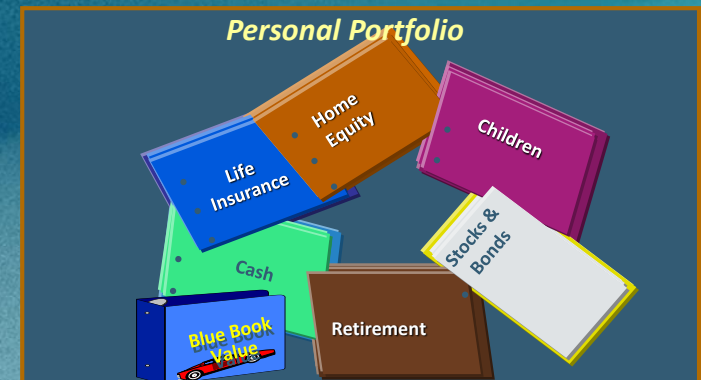 Personal Portfolio
Home
Equity
Children
Life
Insurance
Stocks &
Bonds
Cash
Blue Book
Value
Retirement